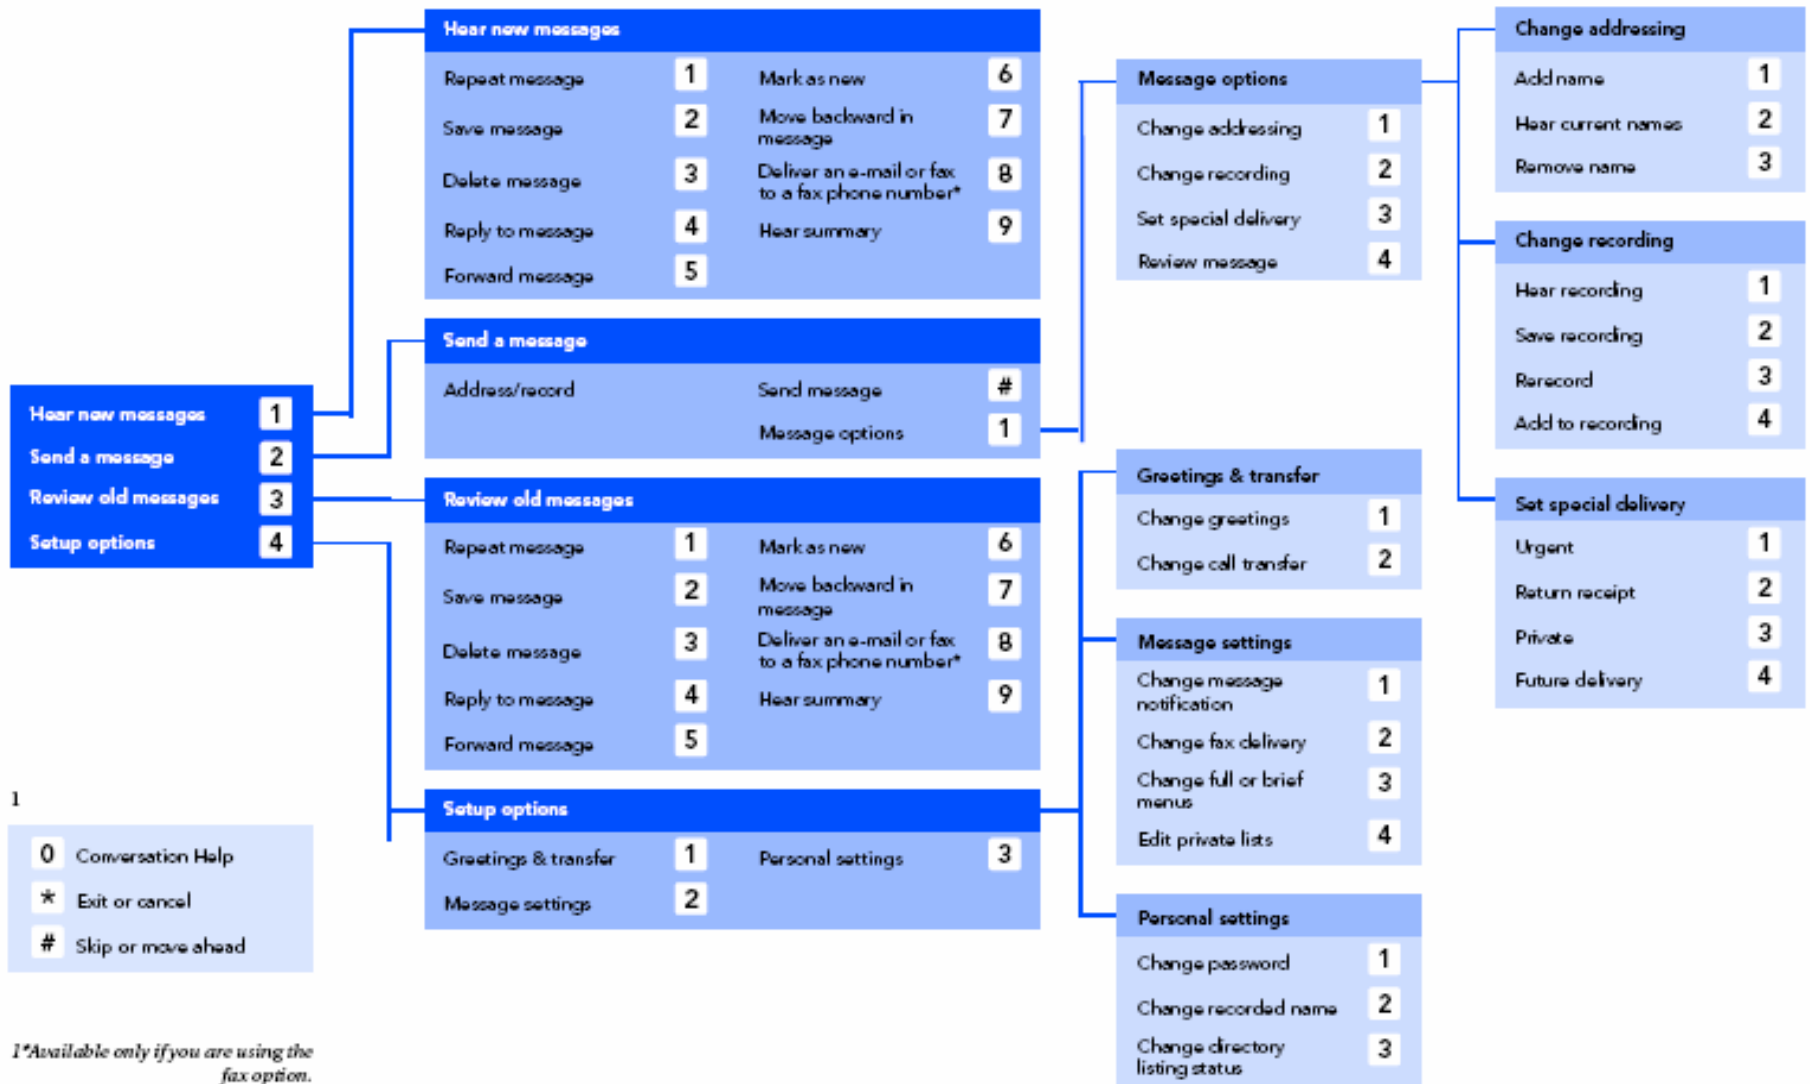 Hear new messages 1
Send a message 2
Review old messages 3
Setup options 4
1
0 Conversation Help
* Exit or cancel
# Skip or move ahead
1*Available only if you are using the
fax option.
Hear new messages
Repeat message 1
Save message 2
Delete message 3
Reply to message 4
Forward message 5
Mark as new 6
Move backward in
message 7
Deliver an e-mail or fax
to a fax phone number* 8
Hear summary 9
Send a message
Address/record
Send message #
Message options 1
Review old messages
Repeat message 1
Save message 2
Delete message 3
Reply to message 4
Forward message 5
Mark as new 6
Move backward in
message 7
Deliver an e-mail or fax
to a fax phone number* 8
Hear summary 9
Setup options
Greetings & transfer 1
Message settings 2
Personal settings 3
Message options
Change addressing 1
Change recording 2
Set special delivery 3
Review message 4
Greetings & transfer
Change greetings 1
Change call transfer 2
Message settings
Change message
notification 1
Change fax delivery 2
Change full or brief
menus 3
Edit private lists 4
Personal settings
Change password 1
Change recorded name 2
Change directory
listing status 3
Change addressing
Add name 1
Hear current names 2
Remove name 3
Change recording
Hear recording 1
Save recording 2
Rerecord 3
Add to recording 4
Set special delivery
Urgent 1
Return receipt 2
Private 3
Future delivery 4